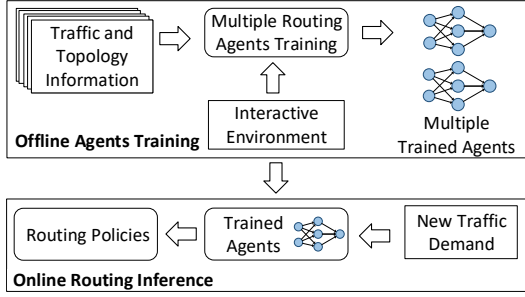 Traffic and
Topology
Information
Multiple Routing
Agents Training
Interactive
Environment
Multiple
Trained Agents
Offline Agents Training
Routing Policies
Trained
Agents
New Traffic
Demand
Online Routing Inference